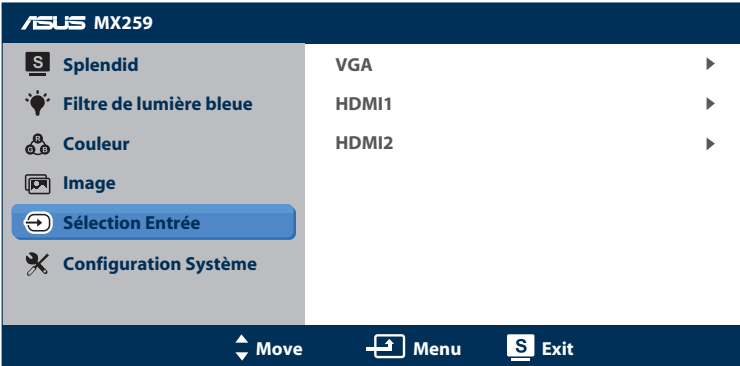 ASUS MX259
S Splendid
Filtre de lumière bleue
R G B Couleur
Image
Sélection Entrée
Configuration Système
VGA
HDMI1
HDMI2
Move Menu S Exit